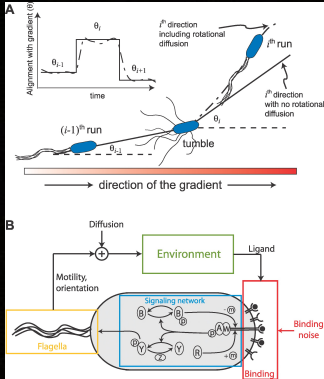 A
Alignment with gradient (θ)
θi-1
θi
θi+1
time
ith direction
including rotational
diffusion
ith run
ith direction
with no rotational
diffusion
(i-1)th run
θi-1
θi
tumble
direction of the gradient
B
Diffusion
+
Environment
Ligand
Motility,
orientation
Signaling network
B
B
p
-m
A
W
p
Y
Y
p
Z
R
+m
Flagella
Binding
Binding
noise